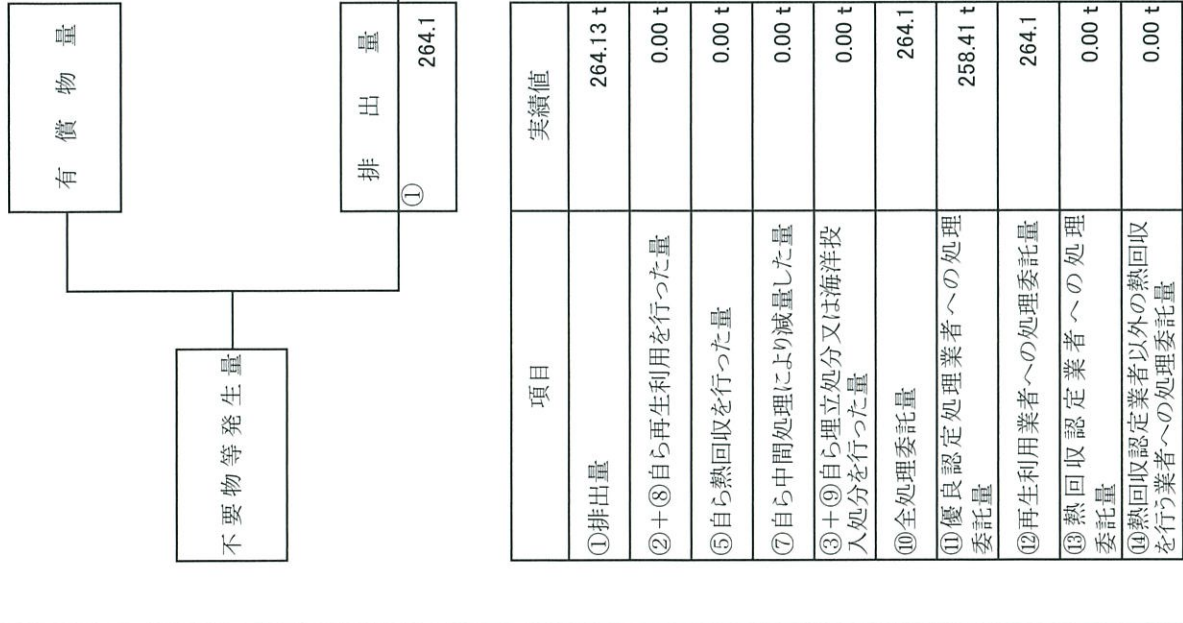 有償物量
不要物等発生量
排出量
①
264.1
項目 実績値
①排出量 264.13 t
②+⑧自ら再生利用を行った量 0.00 t
⑤自ら熱回収を行った量 0.00 t
⑦自ら中間処理により減量した量 0.00 t
③+⑨自ら埋立処分又は海洋投
入処分を行った量 0.00 t
⑩全処理委託量 264.1
⑪優良認定処理業者への処理
委託量 258.41 t
⑫再生利用業者への処理委託量 264.1
⑬熱回収認定業者への処理
委託量 0.00 t
⑭熱回収認定業者以外の熱回収
を行う業者への処理委託量 0.00 t